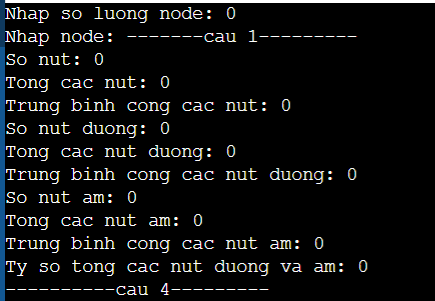 Nhap so luong node: 0
Nhap node: -------cau 1---------
So nut: 0
Tong cac nut: 0
Trung binh cong cac nut: 0
So nut duong: 0
Tong cac nut duong: 0
Trung binh cong cac nut duong: 0
So nut am: 0
Tong cac nut am: 0
Trung binh cong cac nut am: 0
Ty so tong cac nut duong va am: 0
----------cau 4---------